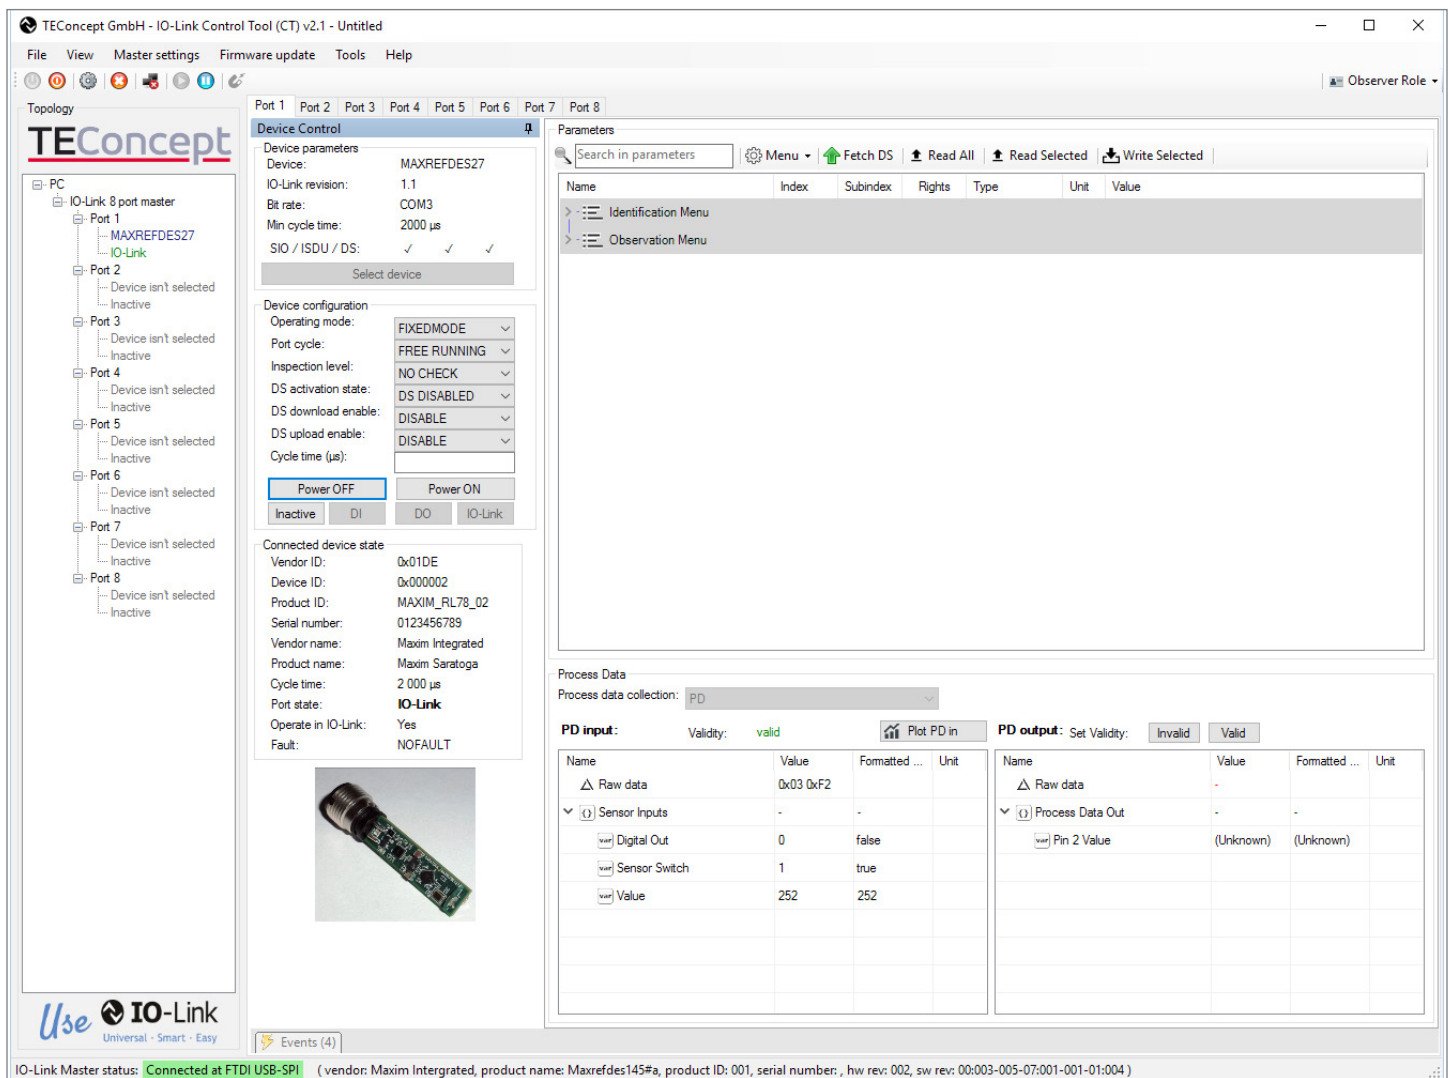 TEConcept GmbH - IO-Link Control Tool (CT) v2.1 - Untitled
File View Master settings Firmware update Tools Help
Observer Role
Topology
TEConcept
PC
IO-Link 8 port master
Port 1
MAXREFDES27
IO-Link
Port 2
Device isn't selected
Inactive
Port 3
Device isn't selected
Inactive
Port 4
Device isn't selected
Inactive
Port 5
Device isn't selected
Inactive
Port 6
Device isn't selected
Inactive
Port 7
Device isn't selected
Inactive
Port 8
Device isn't selected
Inactive
Use IO-Link
Universal - Smart - Easy
Port 1 Port 2 Port 3 Port 4 Port 5 Port 6 Port 7 Port 8
Device Control
Device parameters
Device: MAXREFDES27
IO-Link revision: 1.1
Bit rate: COM3
Min cycle time: 2000 µs
SIO / ISDU / DS: ✓ ✓ ✓
Select device
Device configuration
Operating mode: FIXEDMODE
Port cycle: FREE RUNNING
Inspection level: NO CHECK
DS activation state: DS DISABLED
DS download enable: DISABLE
DS upload enable: DISABLE
Cycle time (µs):
Power OFF Power ON
Inactive DI DO IO-Link
Connected device state
Vendor ID: 0x01DE
Device ID: 0x000002
Product ID: MAXIM_RL78_02
Serial number: 0123456789
Vendor name: Maxim Integrated
Product name: Maxim Saratoga
Cycle time: 2 000 µs
Port state: IO-Link
Operate in IO-Link: Yes
Fault: NOFAULT
Events (4)
Parameters
Search in parameters Menu Fetch DS Read All Read Selected Write Selected
Name Index Subindex Rights Type Unit Value
Identification Menu
Observation Menu
Process Data
Process data collection: PD
PD input: Validity: valid Plot PD in
Name Value Formatted ... Unit
Raw data 0x03 0xF2
Sensor Inputs - -
var Digital Out 0 false
var Sensor Switch 1 true
var Value 252 252
PD output: Set Validity: Invalid Valid
Name Value Formatted ... Unit
Raw data -
Process Data Out - -
var Pin 2 Value (Unknown) (Unknown)
IO-Link Master status: Connected at FTDI USB-SPI ( vendor: Maxim Intergrated, product name: Maxrefdes145#a, product ID: 001, serial number: , hw rev: 002, sw rev: 00:003-005-07:001-001-01:004 )